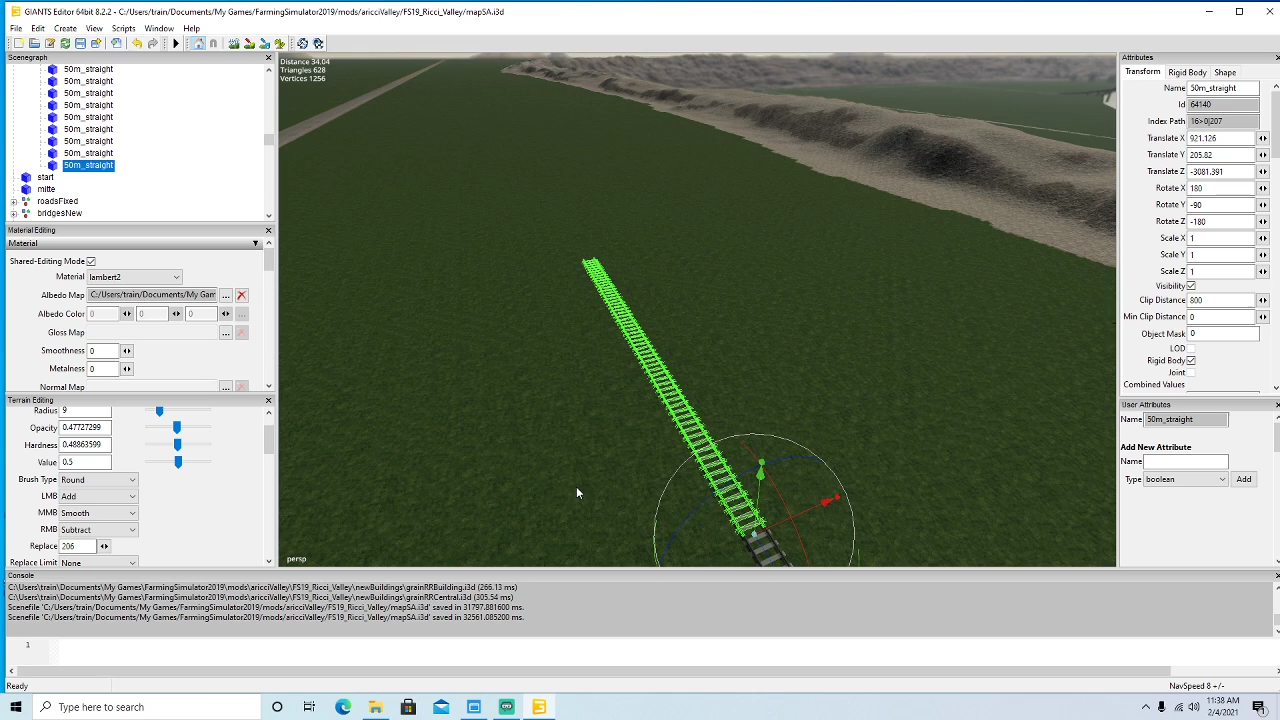 GIANTS Editor 64bit 8.2.2 - C:/Users/train/Documents/My Games/FarmingSimulator2019/mods/aricciValley/FS19_Ricci_Valley/mapSA.i3d
File Edit Create View Scripts Window Help
Scenegraph
50m_straight
50m_straight
50m_straight
50m_straight
50m_straight
50m_straight
50m_straight
50m_straight
50m_straight
start
mitte
roadsFixed
bridgesNew
Material Editing
Material
Shared-Editing Mode
Material lambert2
Albedo Map C:/Users/train/Documents/My Gam ...
Albedo Color 0 0 0 ...
Gloss Map ...
Smoothness 0
Metalness 0
Normal Map ...
Terrain Editing
Radius 9
Opacity 0.47727299
Hardness 0.48863599
Value 0.5
Brush Type Round
LMB Add
MMB Smooth
RMB Subtract
Replace 206
Replace Limit None
Distance 34.04
Triangles 628
Vertices 1256
persp
Attributes
Transform Rigid Body Shape
Name 50m_straight
Id 64140
Index Path 16>0|207
Translate X 921.126
Translate Y 205.82
Translate Z -3081.391
Rotate X 180
Rotate Y -90
Rotate Z -180
Scale X 1
Scale Y 1
Scale Z 1
Visibility
Clip Distance 800
Min Clip Distance 0
Object Mask 0
LOD
Rigid Body
Joint
Combined Values
User Attributes
Name 50m_straight
Add New Attribute
Name
Type boolean Add
Console
C:\Users\train\Documents\My Games\FarmingSimulator2019\mods\aricciValley\FS19_Ricci_Valley\newBuildings\grainRRBuilding.i3d (266.13 ms)
C:\Users\train\Documents\My Games\FarmingSimulator2019\mods\aricciValley\FS19_Ricci_Valley\newBuildings\grainRRCentral.i3d (305.54 ms)
Scenefile 'C:/Users/train/Documents/My Games/FarmingSimulator2019/mods/aricciValley/FS19_Ricci_Valley/mapSA.i3d' saved in 31797.881600 ms.
Scenefile 'C:/Users/train/Documents/My Games/FarmingSimulator2019/mods/aricciValley/FS19_Ricci_Valley/mapSA.i3d' saved in 32561.085200 ms.
1
Ready
NavSpeed 8 +/-
Type here to search
11:38 AM
2/4/2021